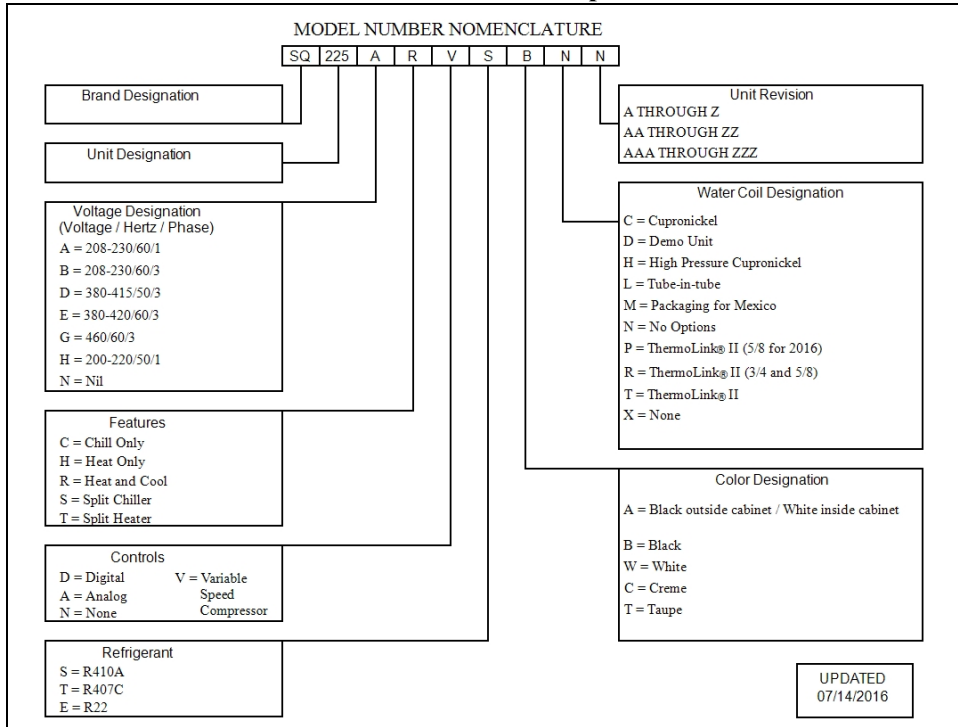 MODEL NUMBER NOMENCLATURE
SQ 225 A R V S B N N
Brand Designation
Unit Designation
Voltage Designation
(Voltage / Hertz / Phase)
A = 208-230/60/1
B = 208-230/60/3
D = 380-415/50/3
E = 380-420/60/3
G = 460/60/3
H = 200-220/50/1
N = Nil
Features
C = Chill Only
H = Heat Only
R = Heat and Cool
S = Split Chiller
T = Split Heater
Controls
D = Digital
A = Analog
N = None
V = Variable
Speed
Compressor
Refrigerant
S = R410A
T = R407C
E = R22
Unit Revision
A THROUGH Z
AA THROUGH ZZ
AAA THROUGH ZZZ
Water Coil Designation
C = Cupronickel
D = Demo Unit
H = High Pressure Cupronickel
L = Tube-in-tube
M = Packaging for Mexico
N = No Options
P = ThermoLink® II (5/8 for 2016)
R = ThermoLink® II (3/4 and 5/8)
T = ThermoLink® II
X = None
Color Designation
A = Black outside cabinet / White inside cabinet
B = Black
W = White
C = Creme
T = Taupe
UPDATED
07/14/2016